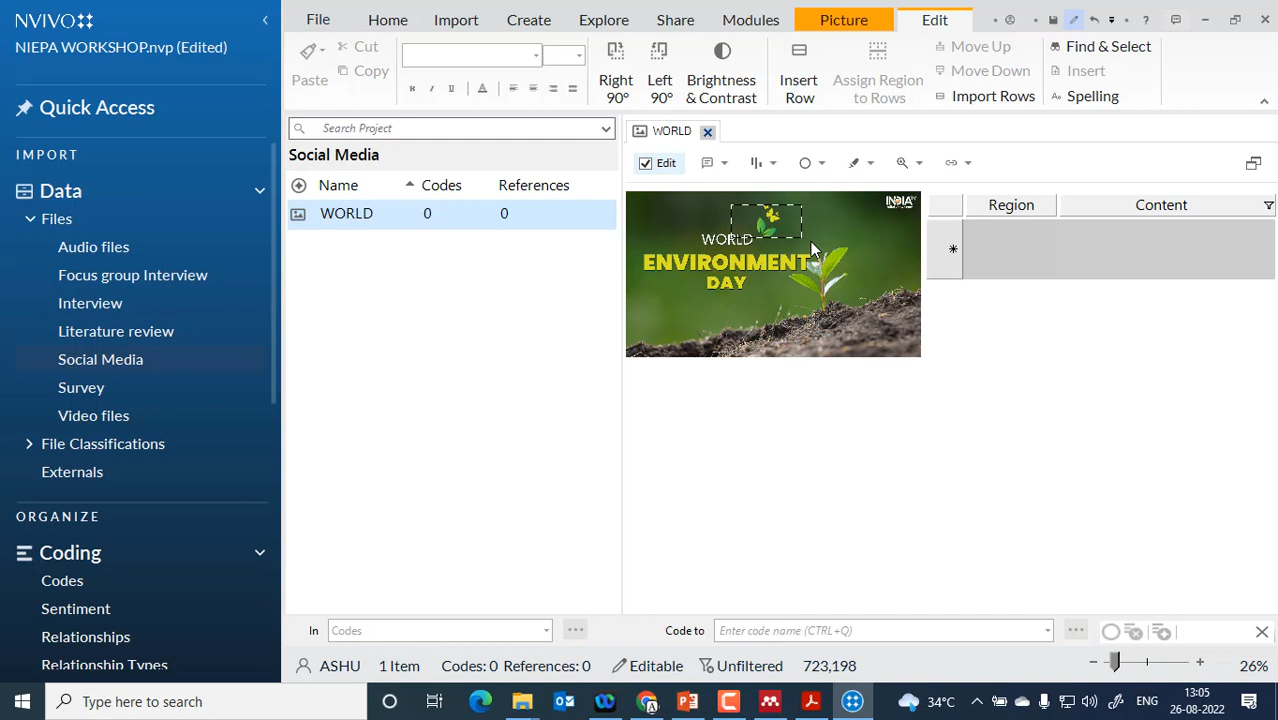 NVIVO
NIEPA WORKSHOP.nvp (Edited)
Quick Access
IMPORT
Data
Files
Audio files
Focus group Interview
Interview
Literature review
Social Media
Survey
Video files
File Classifications
Externals
ORGANIZE
Coding
Codes
Sentiment
Relationships
Relationship Types
File Home Import Create Explore Share Modules Picture Edit
Paste
Cut
Copy
B I U A
Right 90°
Left 90°
Brightness & Contrast
Insert Row
Assign Region to Rows
Move Up
Move Down
Import Rows
Find & Select
Insert
Spelling
Search Project
Social Media
Name Codes References
WORLD 0 0
WORLD
Edit
INDIA
WORLD
ENVIRONMENT
DAY
Region Content
*
In Codes
Code to Enter code name (CTRL+Q)
ASHU 1 Item Codes: 0 References: 0 Editable Unfiltered 723,198 26%
Type here to search
34°C
ENG
13:05
26-08-2022